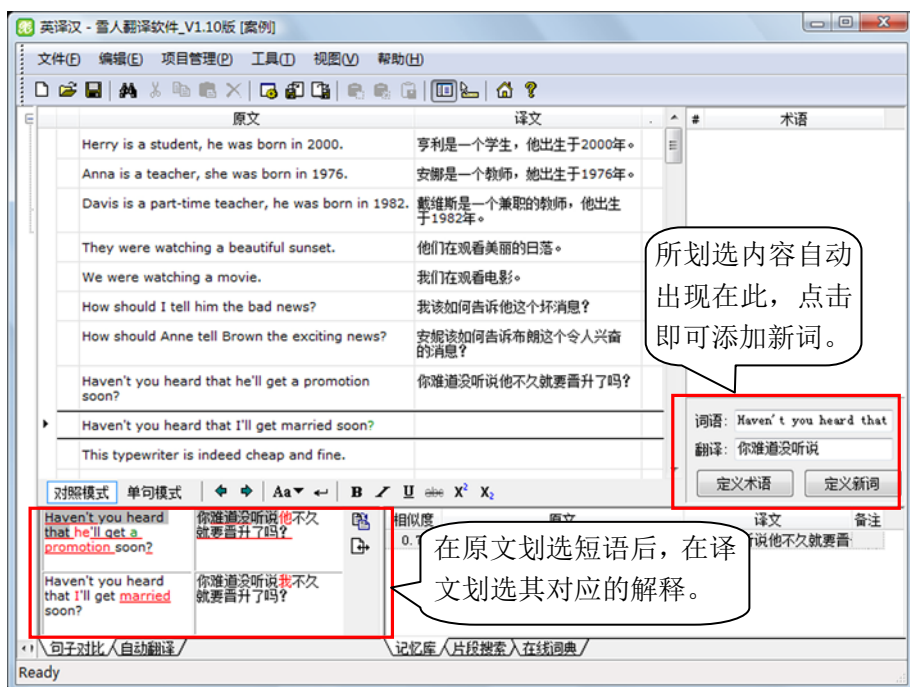 英译汉 - 雪人翻译软件_V1.10版 [案例]
文件(F) 编辑(E) 项目管理(P) 工具(T) 视图(V) 帮助(H)
原文 译文 . # 术语
Herry is a student, he was born in 2000. 亨利是一个学生，他出生于2000年。
Anna is a teacher, she was born in 1976. 安娜是一个教师，她出生于1976年。
Davis is a part-time teacher, he was born in 1982. 戴维斯是一个兼职的教师，他出生
于1982年。
They were watching a beautiful sunset. 他们在观看美丽的日落。
We were watching a movie. 我们在观看电影。
How should I tell him the bad news? 我该如何告诉他这个坏消息？
How should Anne tell Brown the exciting news? 安妮该如何告诉布朗这个令人兴奋
的消息？
Haven't you heard that he'll get a promotion 你难道没听说他不久就要晋升了吗？
soon?
Haven't you heard that I'll get married soon?
This typewriter is indeed cheap and fine.
所划选内容自动
出现在此，点击
即可添加新词。
词语: Haven't you heard that
翻译: 你难道没听说
定义术语 定义新词
对照模式 单句模式 Aa B I U abc X² X₂
Haven't you heard 你难道没听说他不久
that he'll get a 就要晋升了吗？
promotion soon?
Haven't you heard 你难道没听说我不久
that I'll get married 就要晋升了吗？
soon?
相似度 原文 译文 备注
0.7
听说他不久就要晋
在原文划选短语后，在译
文划选其对应的解释。
句子对比 自动翻译 记忆库 片段搜索 在线词典
Ready